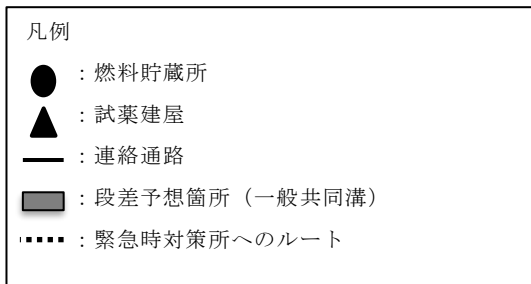 凡例
：燃料貯蔵所
：試薬建屋
：連絡通路
：段差予想箇所（一般共同溝）
：緊急時対策所へのルート